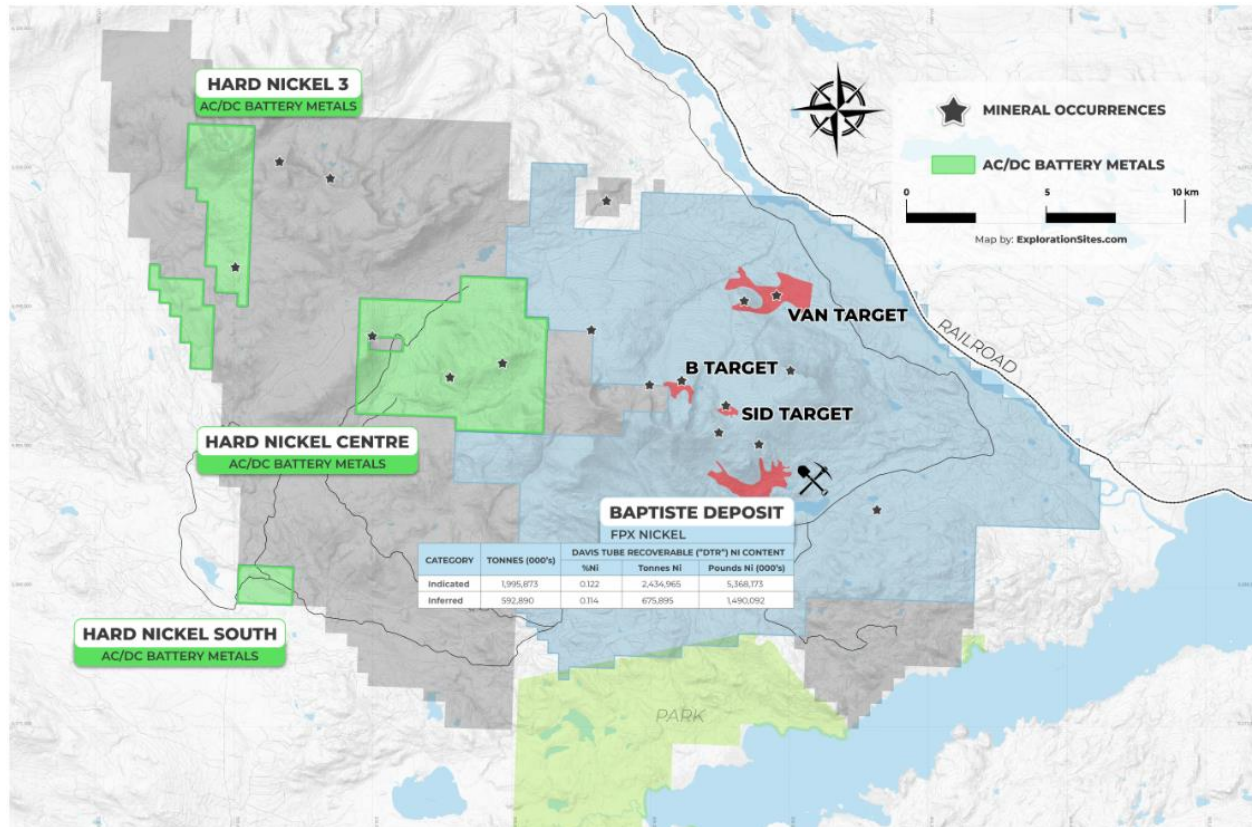 HARD NICKEL 3
AC/DC BATTERY METALS
MINERAL OCCURRENCES
AC/DC BATTERY METALS
0 5 10 km
Map by: ExplorationSites.com
VAN TARGET
RAILROAD
B TARGET
SID TARGET
HARD NICKEL CENTRE
AC/DC BATTERY METALS
BAPTISTE DEPOSIT
FPX NICKEL
CATEGORY TONNES (000's) DAVIS TUBE RECOVERABLE ("DTR") NI CONTENT
%Ni Tonnes Ni Pounds Ni (000's)
Indicated 1,995,873 0.122 2,434,965 5,368,173
Inferred 592,890 0.114 675,895 1,490,092
HARD NICKEL SOUTH
AC/DC BATTERY METALS
PARK